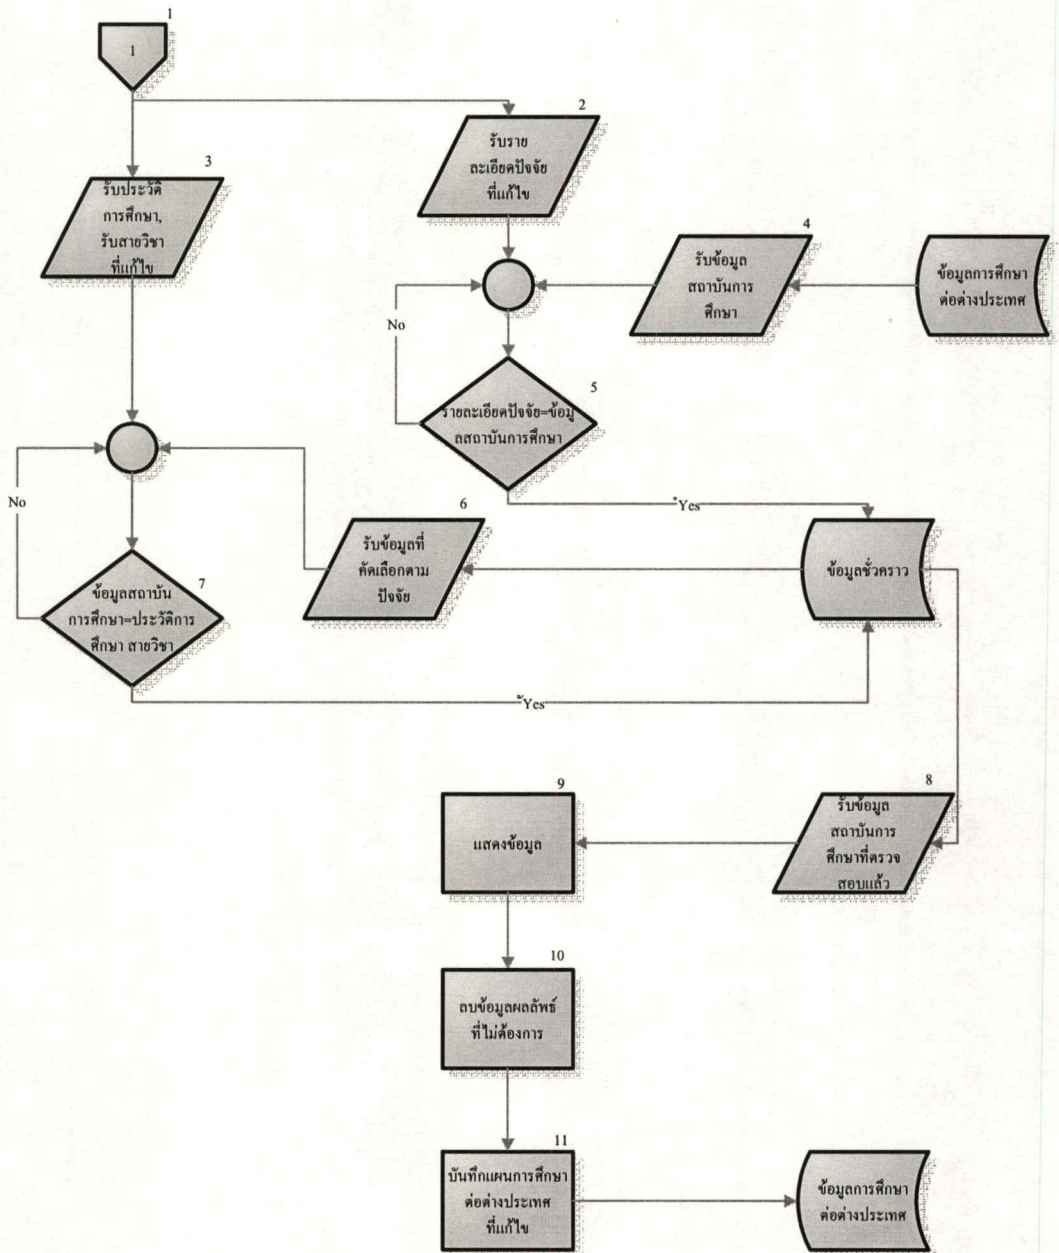 1
1
2
รับราย
ละเอียดปัจจัย
ที่แก้ไข
3
รับประวัติ
การศึกษา,
รับสายวิชา
ที่แก้ไข
4
รับข้อมูล
สถาบันการ
ศึกษา
ข้อมูลการศึกษา
ต่อต่างประเทศ
No
5
รายละเอียดปัจจัย=ข้อมู
ลสถาบันการศึกษา
No
Yes
6
รับข้อมูลที่
คัดเลือกตาม
ปัจจัย
ข้อมูลชั่วคราว
7
ข้อมูลสถาบัน
การศึกษา=ประวัติการ
ศึกษา สายวิชา
Yes
8
รับข้อมูล
สถาบันการ
ศึกษาที่ตรวจ
สอบแล้ว
9
แสดงข้อมูล
10
ลบข้อมูลผลลัพธ์
ที่ไม่ต้องการ
11
บันทึกแผนการศึกษา
ต่อต่างประเทศ
ที่แก้ไข
ข้อมูลการศึกษา
ต่อต่างประเทศ